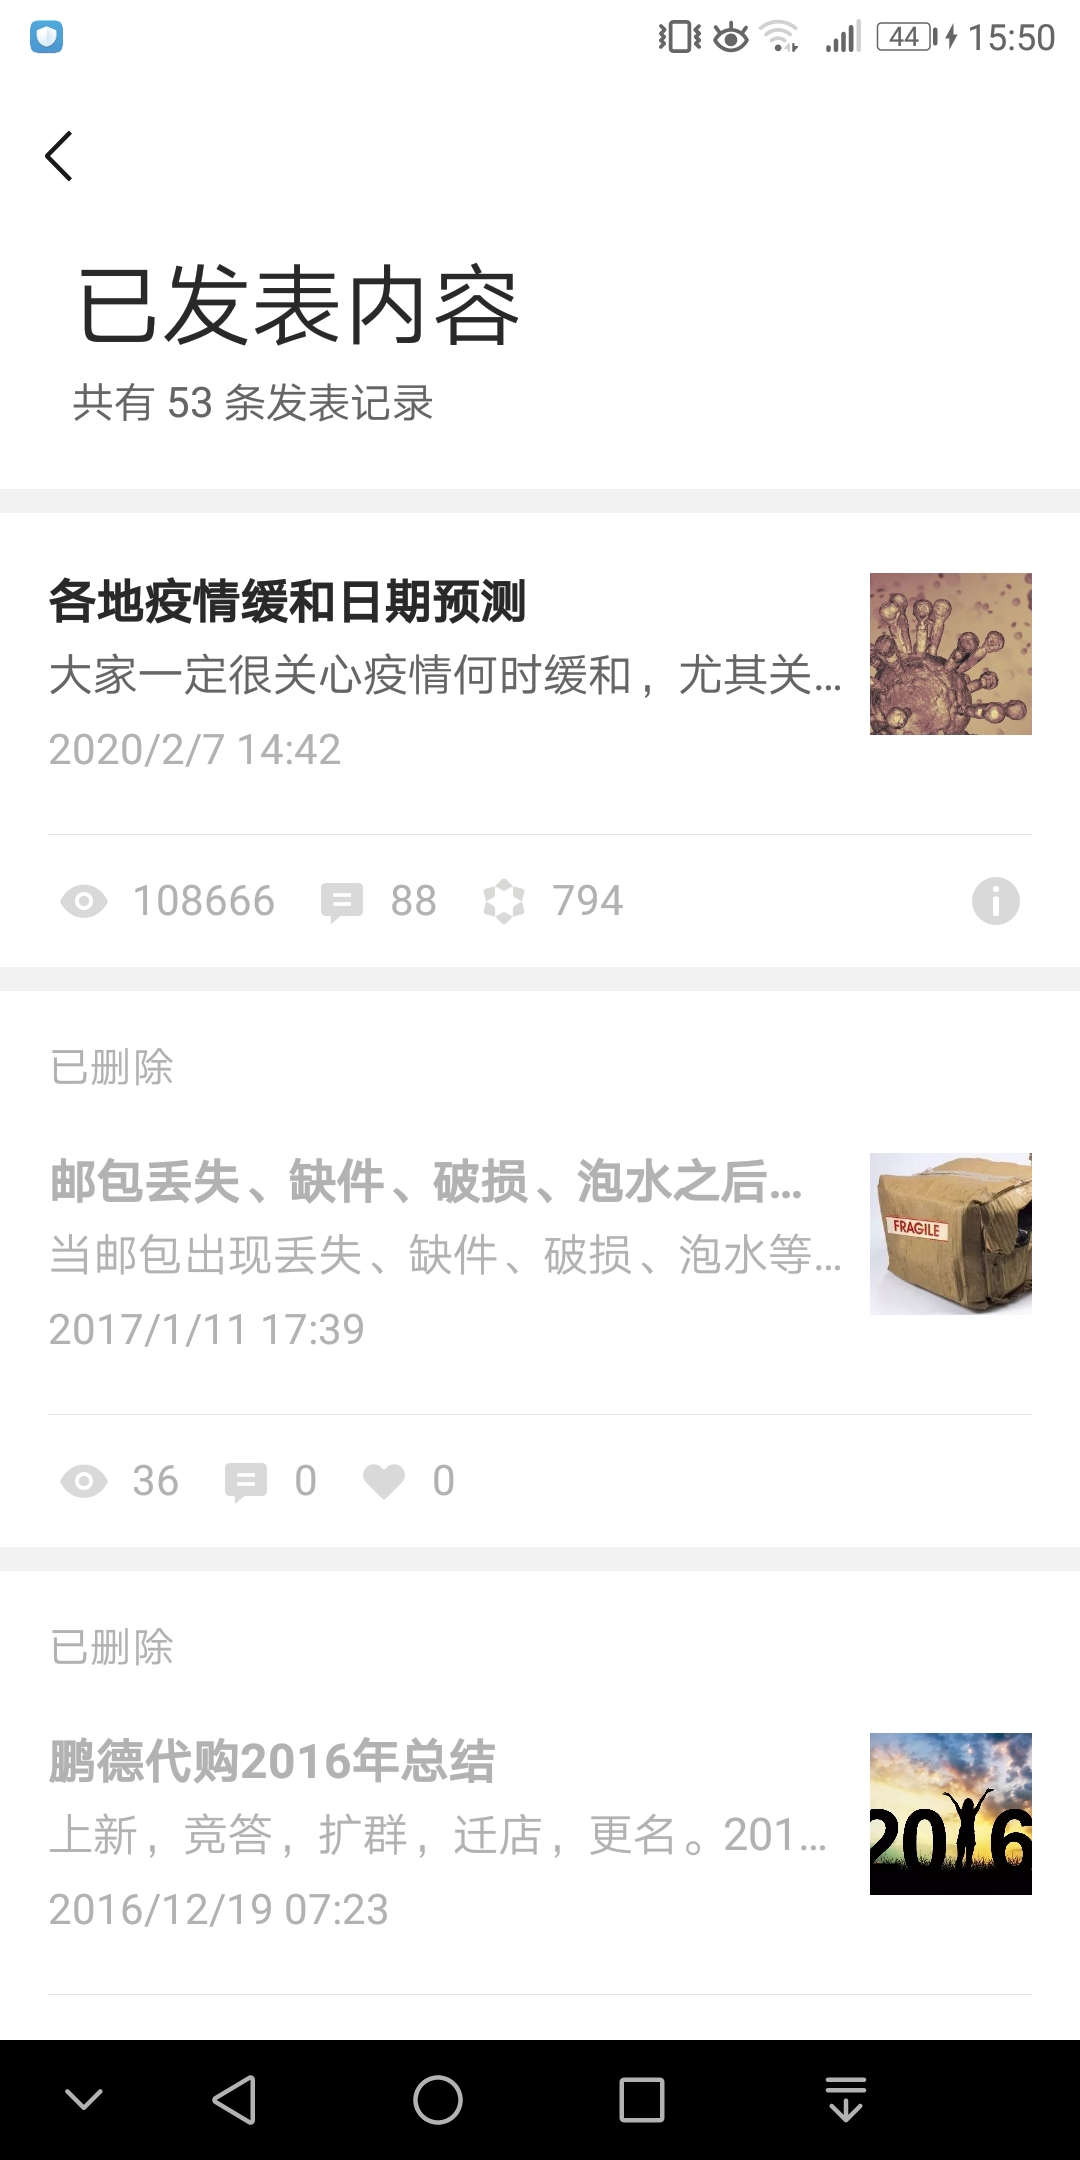 44 15:50
已发表内容
共有 53 条发表记录
各地疫情缓和日期预测
大家一定很关心疫情何时缓和，尤其关...
2020/2/7 14:42
108666 88 794
已删除
邮包丢失、缺件、破损、泡水之后...
当邮包出现丢失、缺件、破损、泡水等...
FRAGILE
2017/1/11 17:39
36 0 0
已删除
鹏德代购2016年总结
上新，竞答，扩群，迁店，更名。201...
2016
2016/12/19 07:23